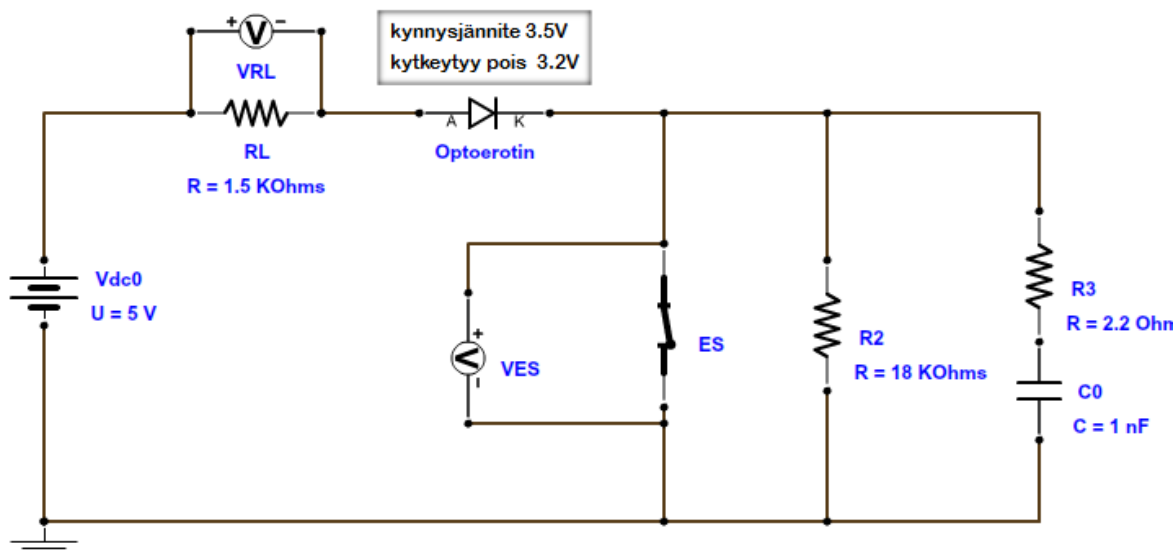 kynnysjännite 3.5V
kytkeytyy pois 3.2V
+ V -
VRL
RL
R = 1.5 KOhms
A K
Optoerotin
Vdc0
U = 5 V
+
V
-
VES
ES
R2
R = 18 KOhms
R3
R = 2.2 Ohm
C0
C = 1 nF